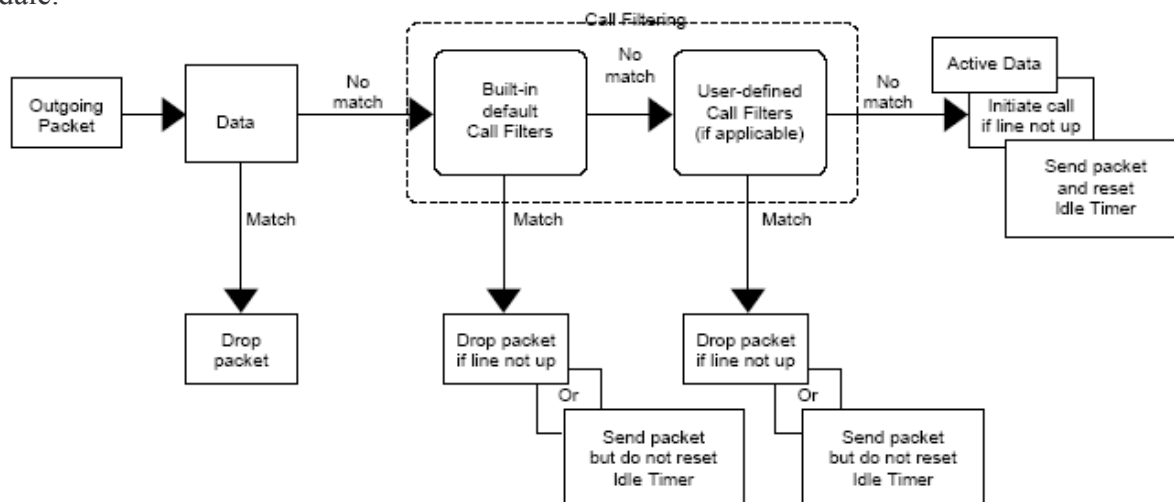 Call Filtering
Outgoing
Packet
Data
No
match
Built-in
default
Call Filters
No
match
User-defined
Call Filters
(if applicable)
No
match
Active Data
Initiate call
if line not up
Send packet
and reset
Idle Timer
Match
Match
Match
Drop
packet
Drop packet
if line not up
Or
Send packet
but do not reset
Idle Timer
Drop packet
if line not up
Or
Send packet
but do not reset
Idle Timer